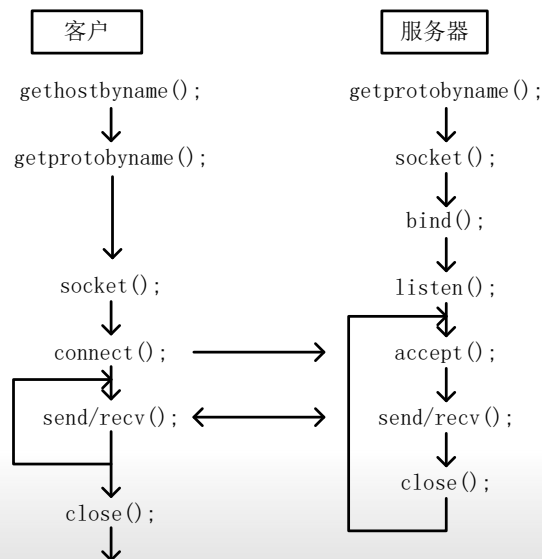 客户
gethostbyname();
getprotobyname();
socket();
connect();
send/recv();
close();
服务器
getprotobyname();
socket();
bind();
listen();
accept();
send/recv();
close();